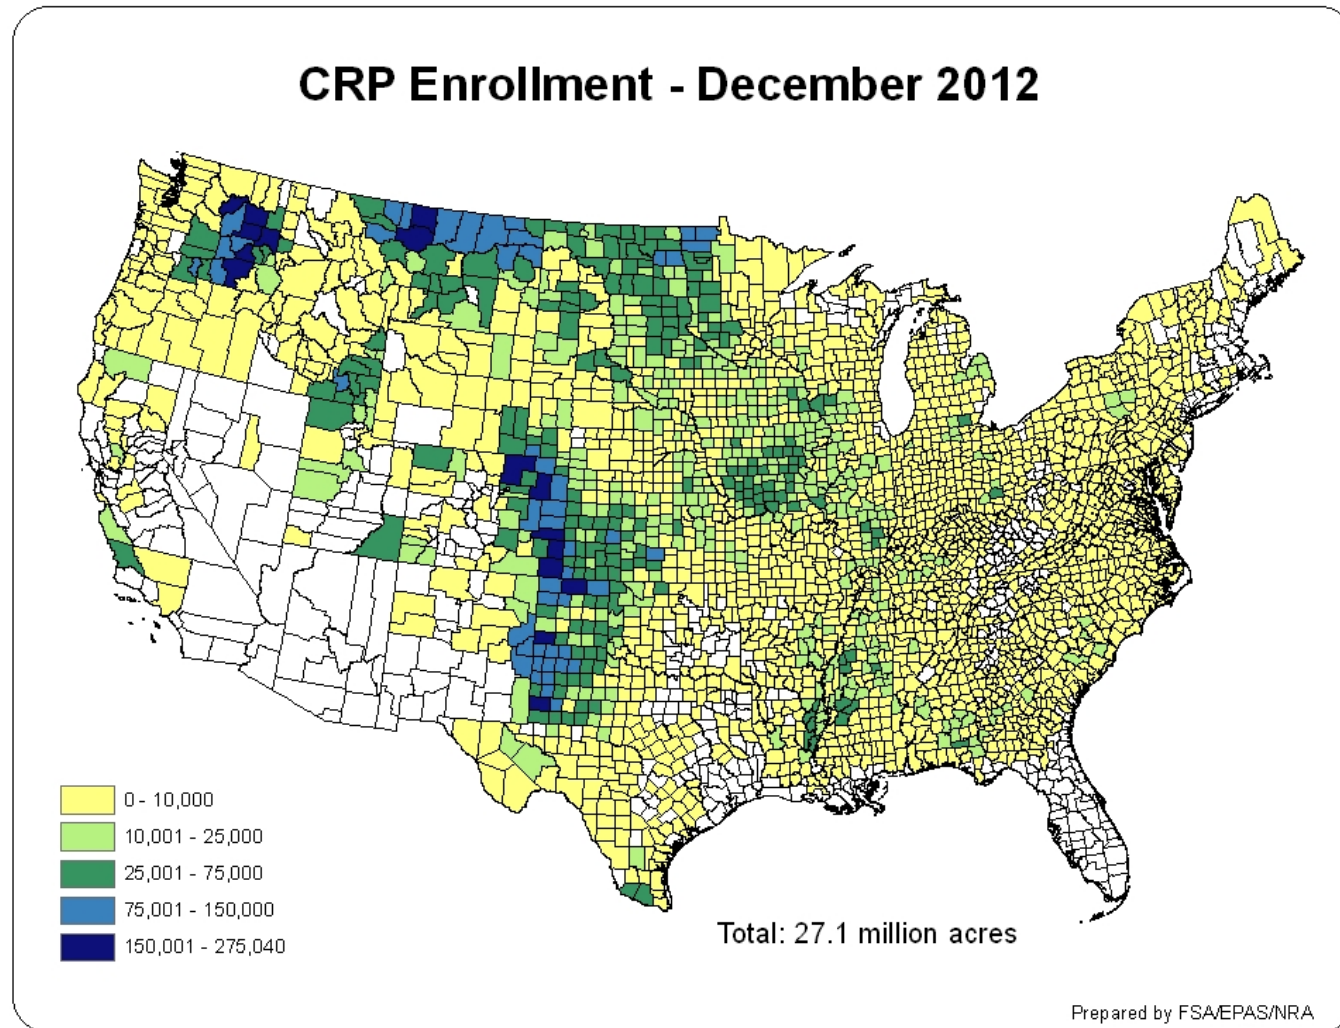 CRP Enrollment - December 2012
0 - 10,000
10,001 - 25,000
25,001 - 75,000
75,001 - 150,000
150,001 - 275,040
Total: 27.1 million acres
Prepared by FSA/EPAS/NRA